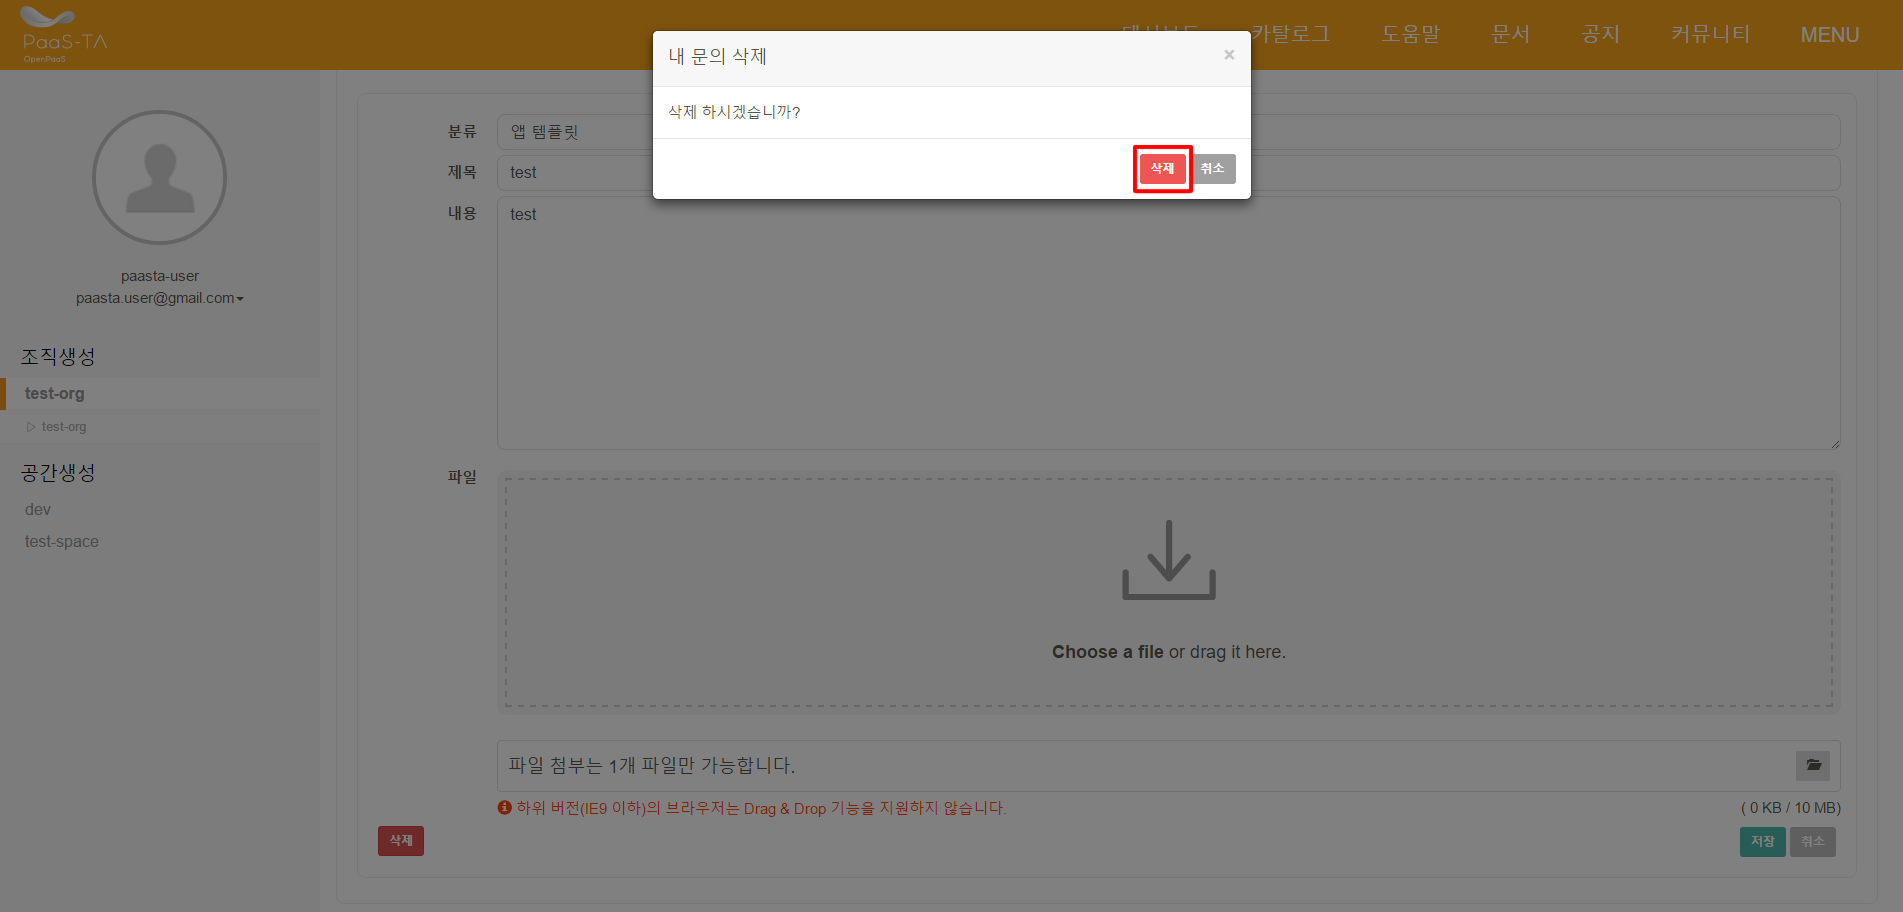 PaaS-TA
OpenPaaS
카탈로그
도움말
문서
공지
커뮤니티
MENU
내 문의 삭제
×
삭제 하시겠습니까?
삭제
취소
paasta-user
paasta.user@gmail.com
조직생성
test-org
test-org
공간생성
dev
test-space
분류
앱 템플릿
제목
test
내용
test
파일
Choose a file or drag it here.
파일 첨부는 1개 파일만 가능합니다.
하위 버전(IE9 이하)의 브라우저는 Drag & Drop 기능을 지원하지 않습니다.
( 0 KB / 10 MB)
삭제
저장
취소